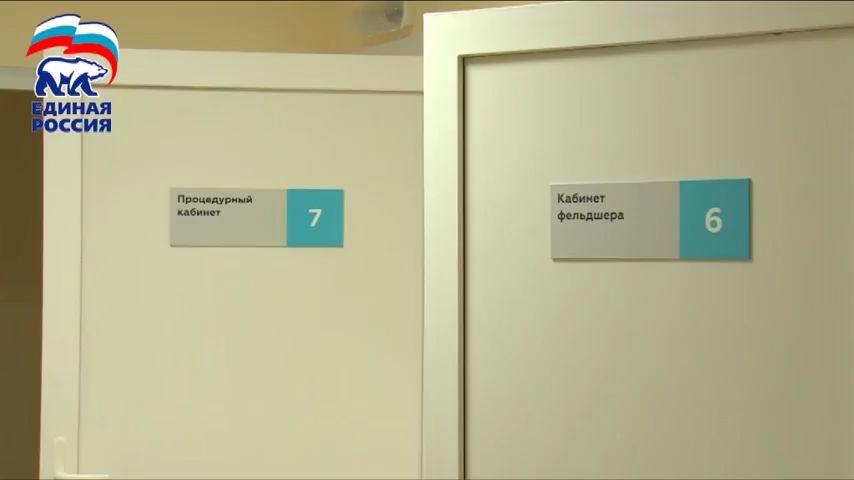 ЕДИНАЯ
РОССИЯ
Процедурный
кабинет
7
Кабинет
фельдшера
6